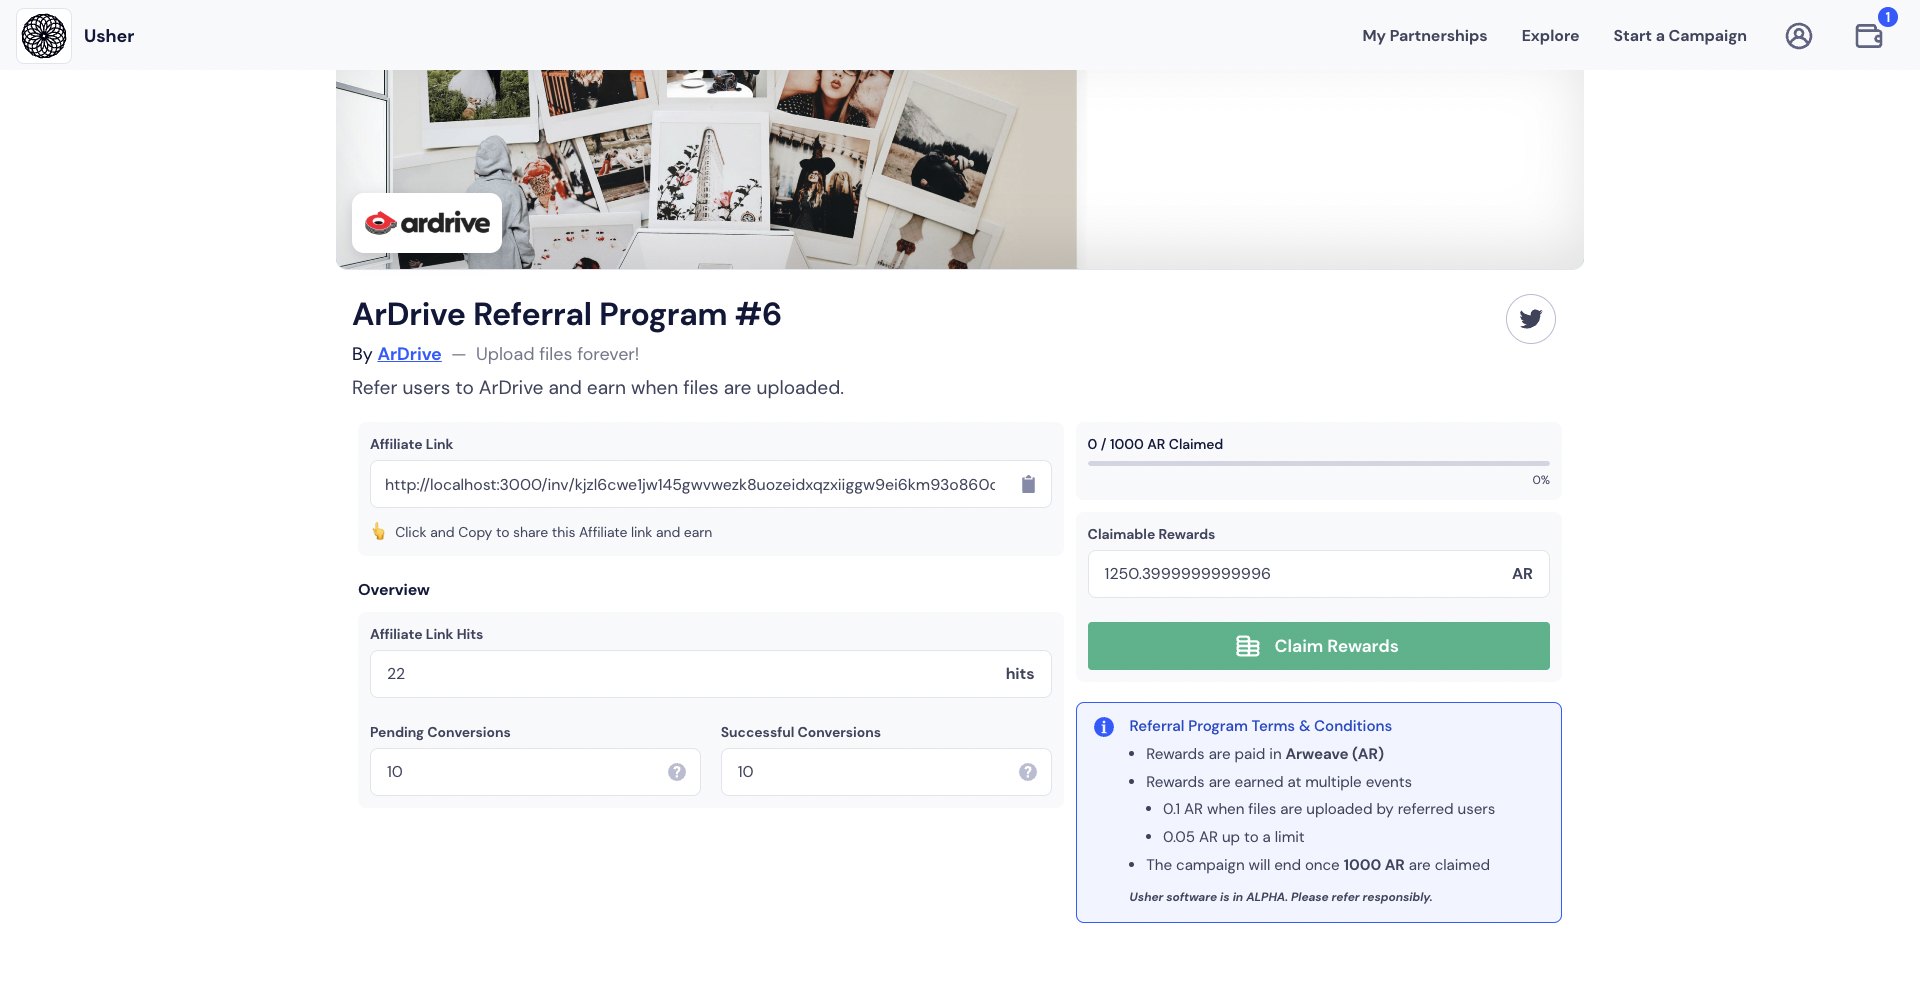 Usher
My Partnerships
Explore
Start a Campaign
1
ardrive
ArDrive Referral Program #6
By ArDrive — Upload files forever!
Refer users to ArDrive and earn when files are uploaded.
Affiliate Link
http://localhost:3000/inv/kjzl6cwe1jw145gwvwezk8uozeidxqzxiiggw9ei6km93o860c
👆 Click and Copy to share this Affiliate link and earn
Overview
Affiliate Link Hits
22 hits
Pending Conversions
10 ?
Successful Conversions
10 ?
0 / 1000 AR Claimed
0%
Claimable Rewards
1250.3999999999996 AR
Claim Rewards
Referral Program Terms & Conditions
• Rewards are paid in Arweave (AR)
• Rewards are earned at multiple events
• 0.1 AR when files are uploaded by referred users
• 0.05 AR up to a limit
• The campaign will end once 1000 AR are claimed
Usher software is in ALPHA. Please refer responsibly.